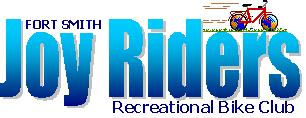 FORT SMITH
Joy Riders
Recreational Bike Club